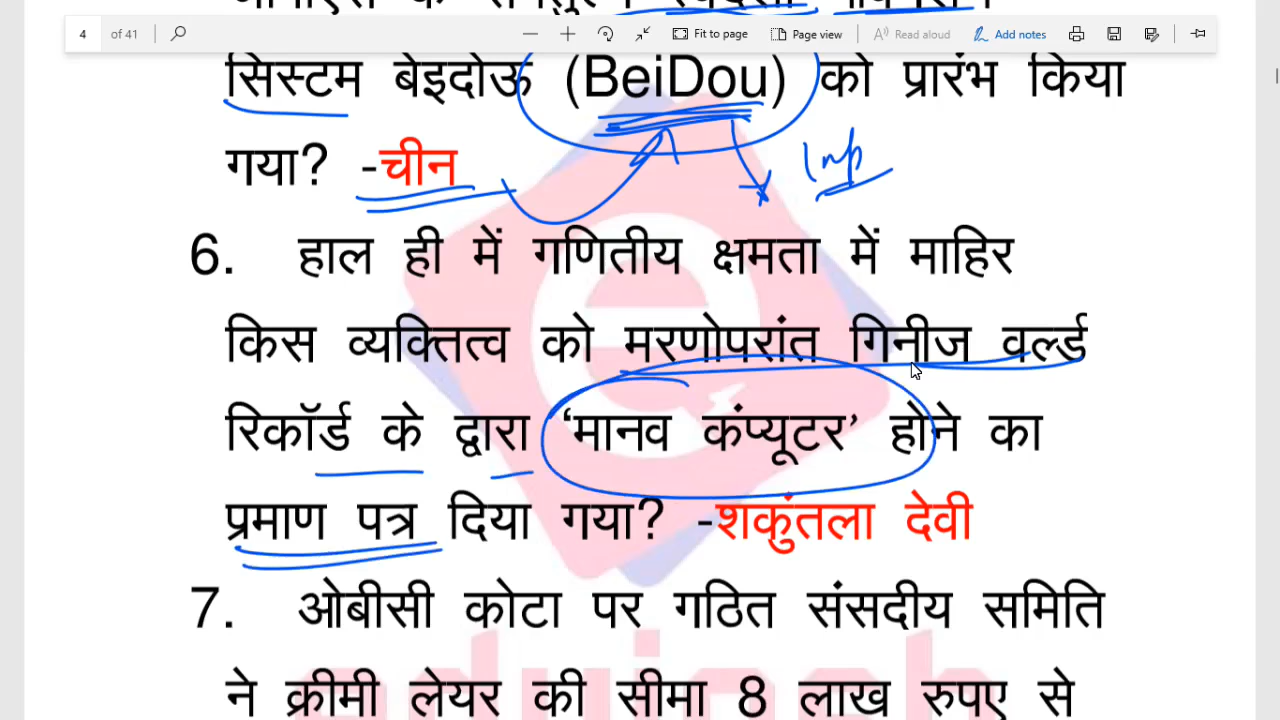 4 of 41 Fit to page Page view Read aloud Add notes
सिस्टम बेइदोऊ (BeiDou) को प्रारंभ किया
गया? -चीन
Imp
6. हाल ही में गणितीय क्षमता में माहिर
किस व्यक्तित्व को मरणोपरांत गिनीज वर्ल्ड
रिकॉर्ड के द्वारा ‘मानव कंप्यूटर’ होने का
प्रमाण पत्र दिया गया? -शकुंतला देवी
7. ओबीसी कोटा पर गठित संसदीय समिति
ने क्रीमी लेयर की सीमा 8 लाख रुपए से